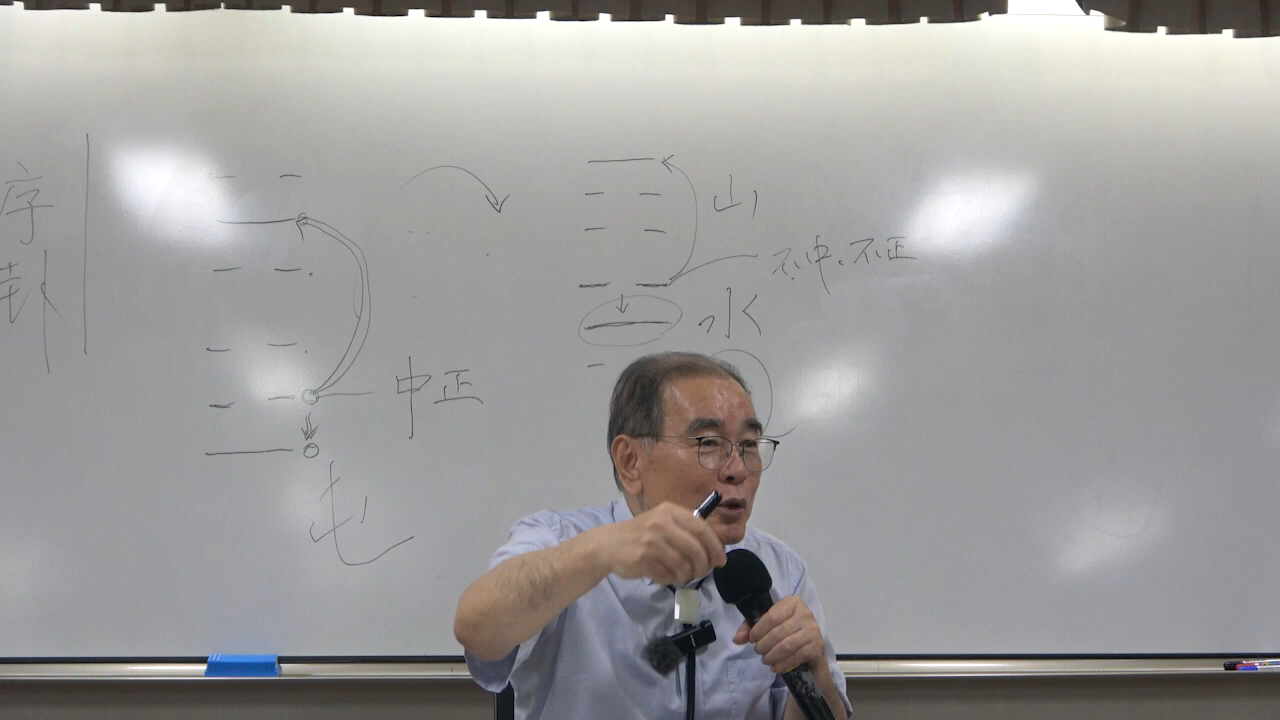 序
卦
中正
屯
山
不中、不正
水